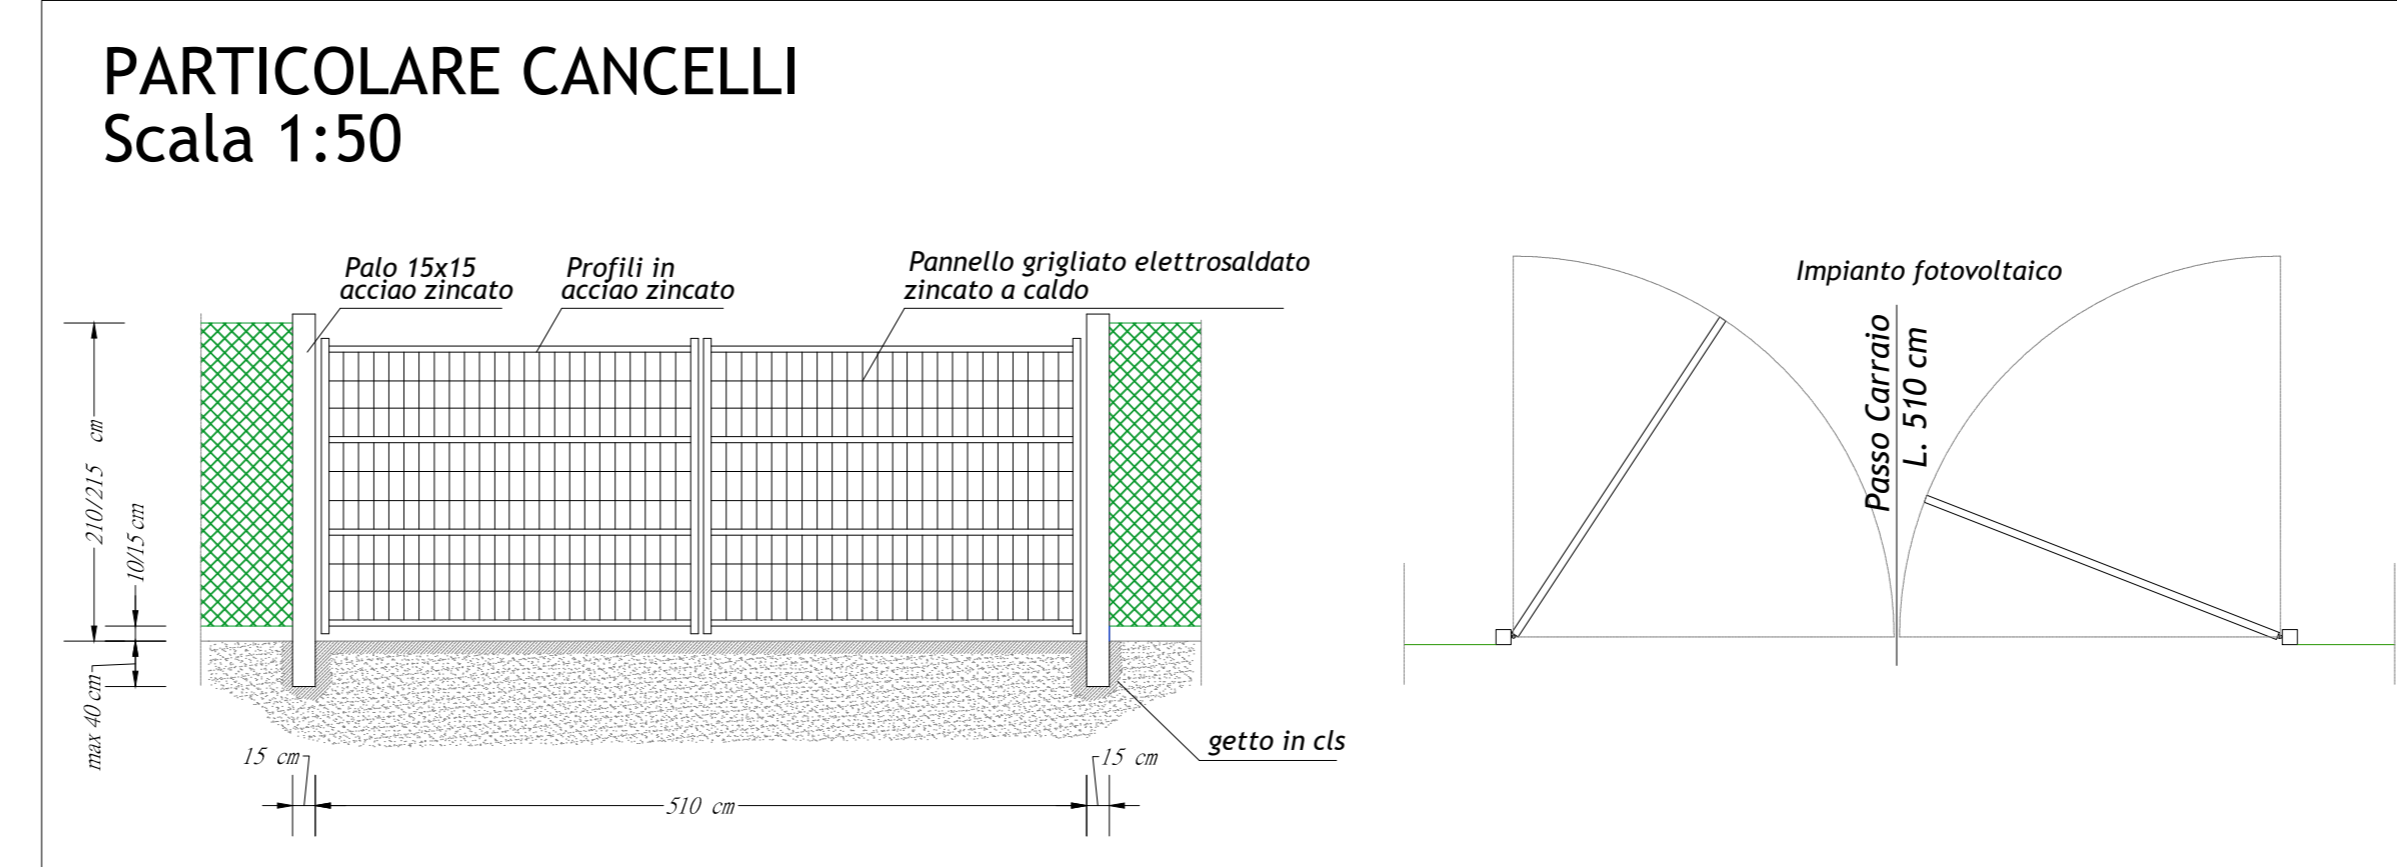 PARTICOLARE CANCELLI
Scala 1:50
Palo 15x15
acciao zincato
Profili in
acciao zincato
Pannello grigliato elettrosaldato
zincato a caldo
Impianto fotovoltaico
Passo Carraio
L. 510 cm
210/215 cm
10/15 cm
max 40 cm
getto in cls
15 cm
510 cm
15 cm